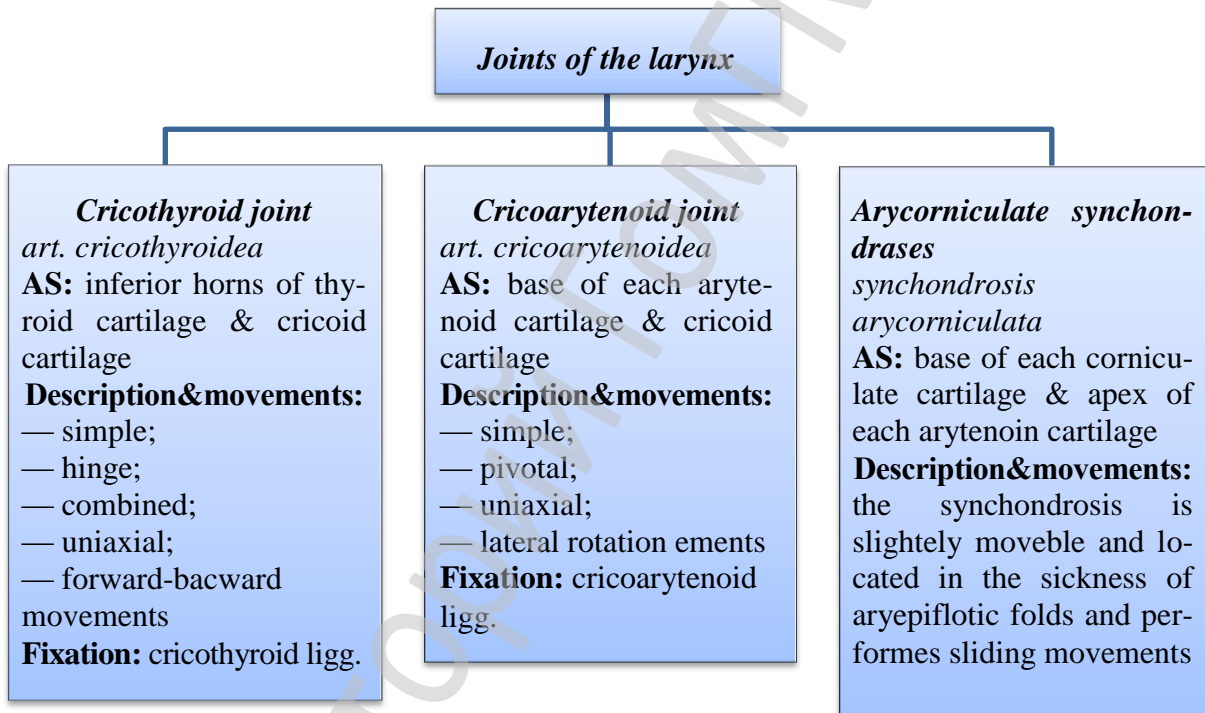 Joints of the larynx
Cricothyroid joint
art. cricothyroidea
AS: inferior horns of thy-
roid cartilage & cricoid
cartilage
Description&movements:
— simple;
— hinge;
— combined;
— uniaxial;
— forward-bacward
movements
Fixation: cricothyroid ligg.
Cricoarytenoid joint
art. cricoarytenoidea
AS: base of each aryte-
noid cartilage & cricoid
cartilage
Description&movements:
— simple;
— pivotal;
— uniaxial;
— lateral rotation ements
Fixation: cricoarytenoid
ligg.
Arycorniculate synchon-
drases
synchondrosis
arycorniculata
AS: base of each cornicu-
late cartilage & apex of
each arytenoin cartilage
Description&movements:
the synchondrosis is
slightely moveble and lo-
cated in the sickness of
aryepiflotic folds and per-
formes sliding movements